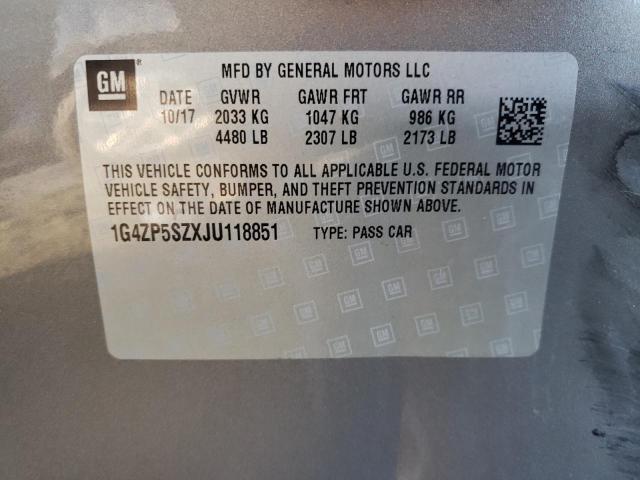 GM
MFD BY GENERAL MOTORS LLC
DATE GVWR GAWR FRT GAWR RR
10/17 2033 KG 1047 KG 986 KG
4480 LB 2307 LB 2173 LB
THIS VEHICLE CONFORMS TO ALL APPLICABLE U.S. FEDERAL MOTOR
VEHICLE SAFETY, BUMPER, AND THEFT PREVENTION STANDARDS IN
EFFECT ON THE DATE OF MANUFACTURE SHOWN ABOVE.
1G4ZP5SZXJU118851 TYPE: PASS CAR